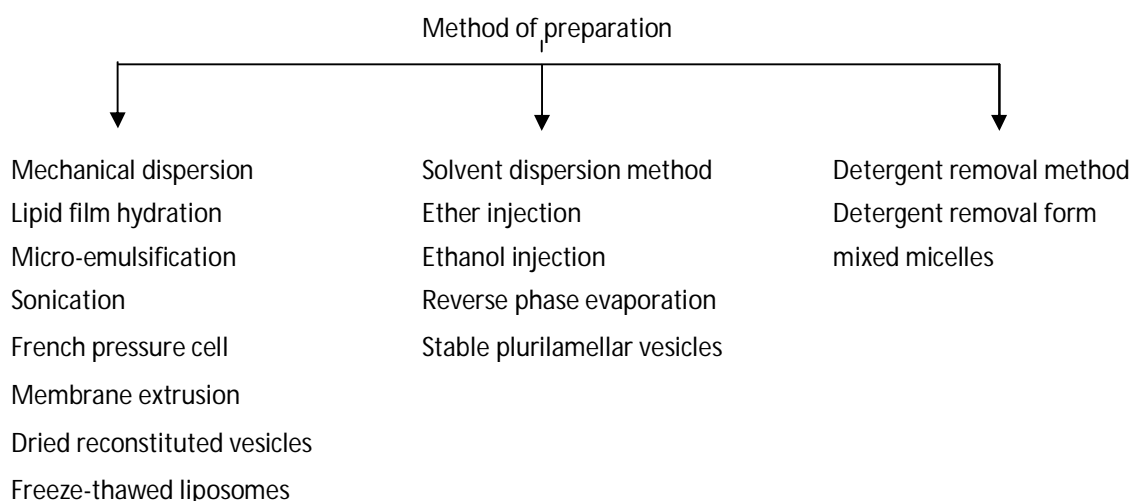 Method of preparation
Mechanical dispersion
Lipid film hydration
Micro-emulsification
Sonication
French pressure cell
Membrane extrusion
Dried reconstituted vesicles
Freeze-thawed liposomes
Solvent dispersion method
Ether injection
Ethanol injection
Reverse phase evaporation
Stable plurilamellar vesicles
Detergent removal method
Detergent removal form
mixed micelles